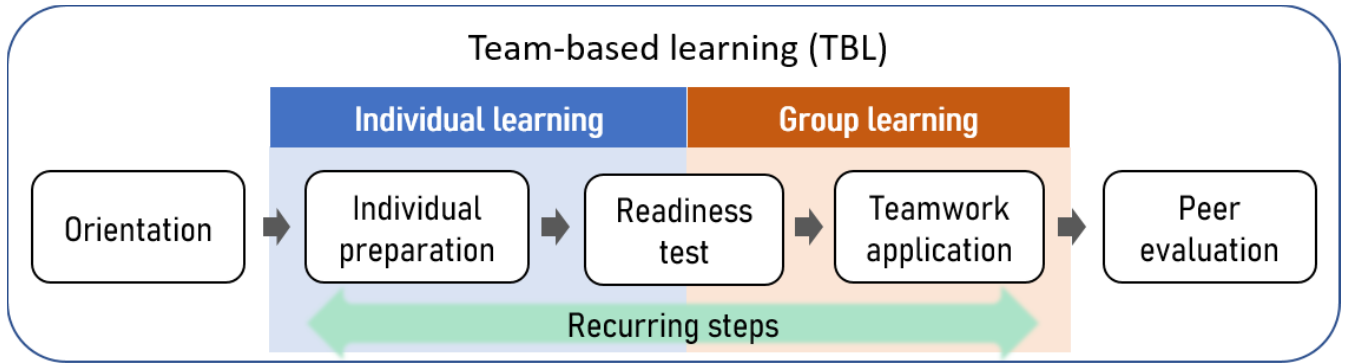 Team-based learning (TBL)
Individual learning
Group learning
Orientation
Individual
preparation
Readiness
test
Teamwork
application
Peer
evaluation
Recurring steps